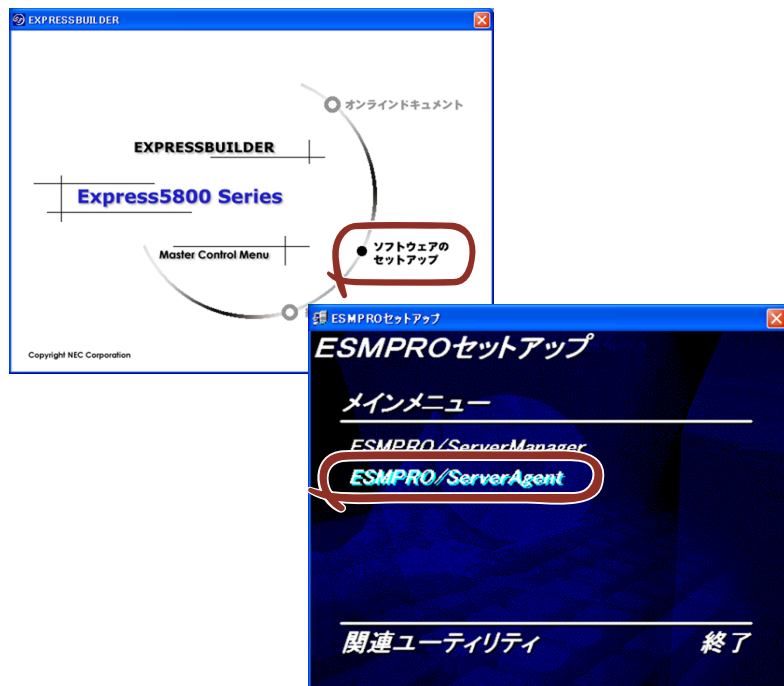 EXPRESSBUILDER
オンラインドキュメント
EXPRESSBUILDER
Express5800 Series
ソフトウェアの
セットアップ
Master Control Menu
Copyright NEC Corporation
ESMPROセットアップ
ESMPROセットアップ
メインメニュー
ESMPRO/ServerManager
ESMPRO/ServerAgent
関連ユーティリティ
終了